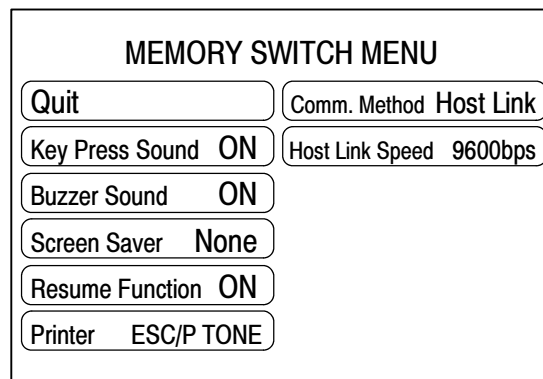 MEMORY SWITCH MENU
Quit
Key Press Sound ON
Buzzer Sound ON
Screen Saver None
Resume Function ON
Printer ESC/P TONE
Comm. Method Host Link
Host Link Speed 9600bps